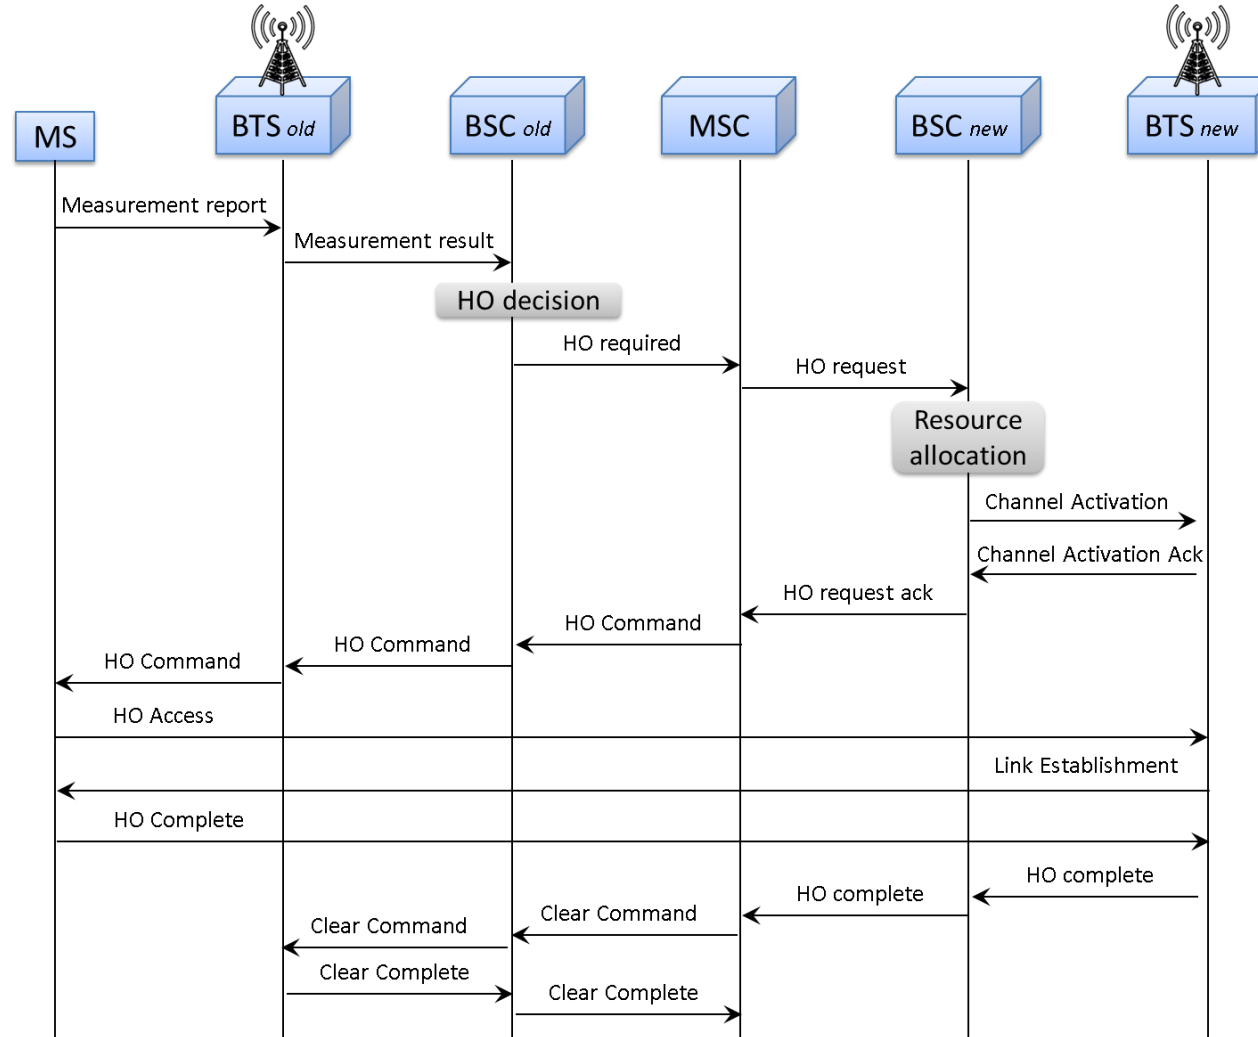 MS
BTS old
BSC old
MSC
BSC new
BTS new
Measurement report
Measurement result
HO decision
HO required
HO request
Resource
allocation
Channel Activation
Channel Activation Ack
HO request ack
HO Command
HO Command
HO Command
HO Access
Link Establishment
HO Complete
HO complete
HO complete
Clear Command
Clear Command
Clear Complete
Clear Complete